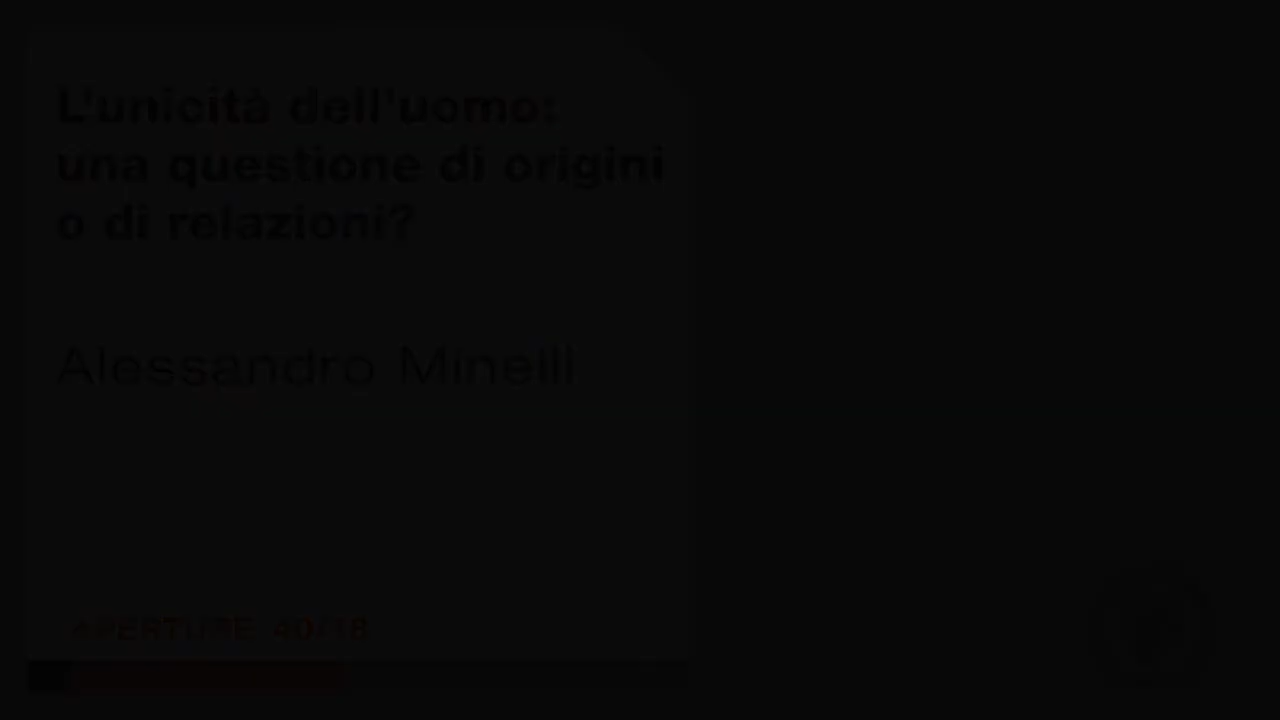 L'unicità dell'uomo:
una questione di origini
o di relazioni?
Alessandro Minelli
APERTURE 40/18